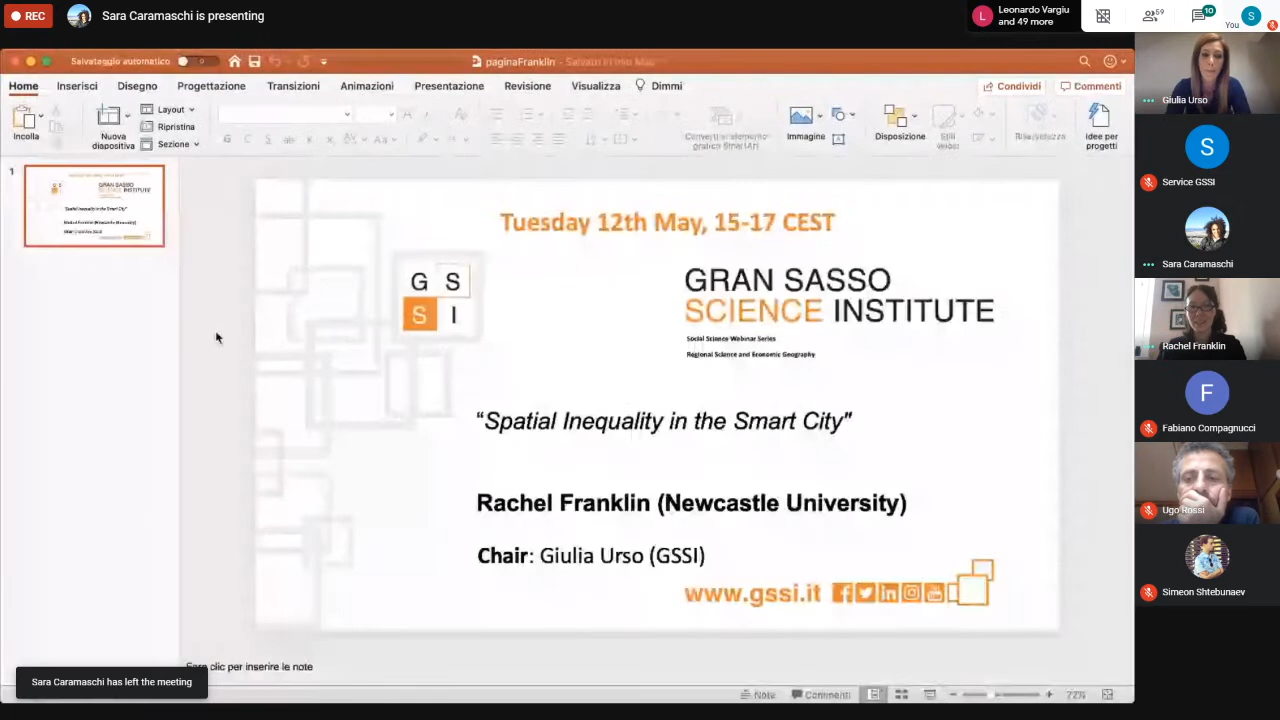 REC
Sara Caramaschi is presenting
Leonardo Vargiu
and 49 more
59
10
S
You
L
Salvataggio automatico
paginaFranklin
Home Inserisci Disegno Progettazione Transizioni Animazioni Presentazione Revisione Visualizza Dimmi
Condividi Commenti
Incolla
Nuova
diapositiva
Layout
Ripristina
Sezione
Immagine
Disposizione
Idee per
progetti
1
Tuesday 12th May, 15-17 CEST
G S
S I
GRAN SASSO
SCIENCE INSTITUTE
Social Science Webinar Series
Regional Science and Economic Geography
“Spatial Inequality in the Smart City"
Rachel Franklin (Newcastle University)
Chair: Giulia Urso (GSSI)
www.gssi.it
clic per inserire le note
Sara Caramaschi has left the meeting
Note
Commenti
72%
Giulia Urso
S
Service GSSI
Sara Caramaschi
Rachel Franklin
F
Fabiano Compagnucci
Ugo Rossi
Simeon Shtebunaev